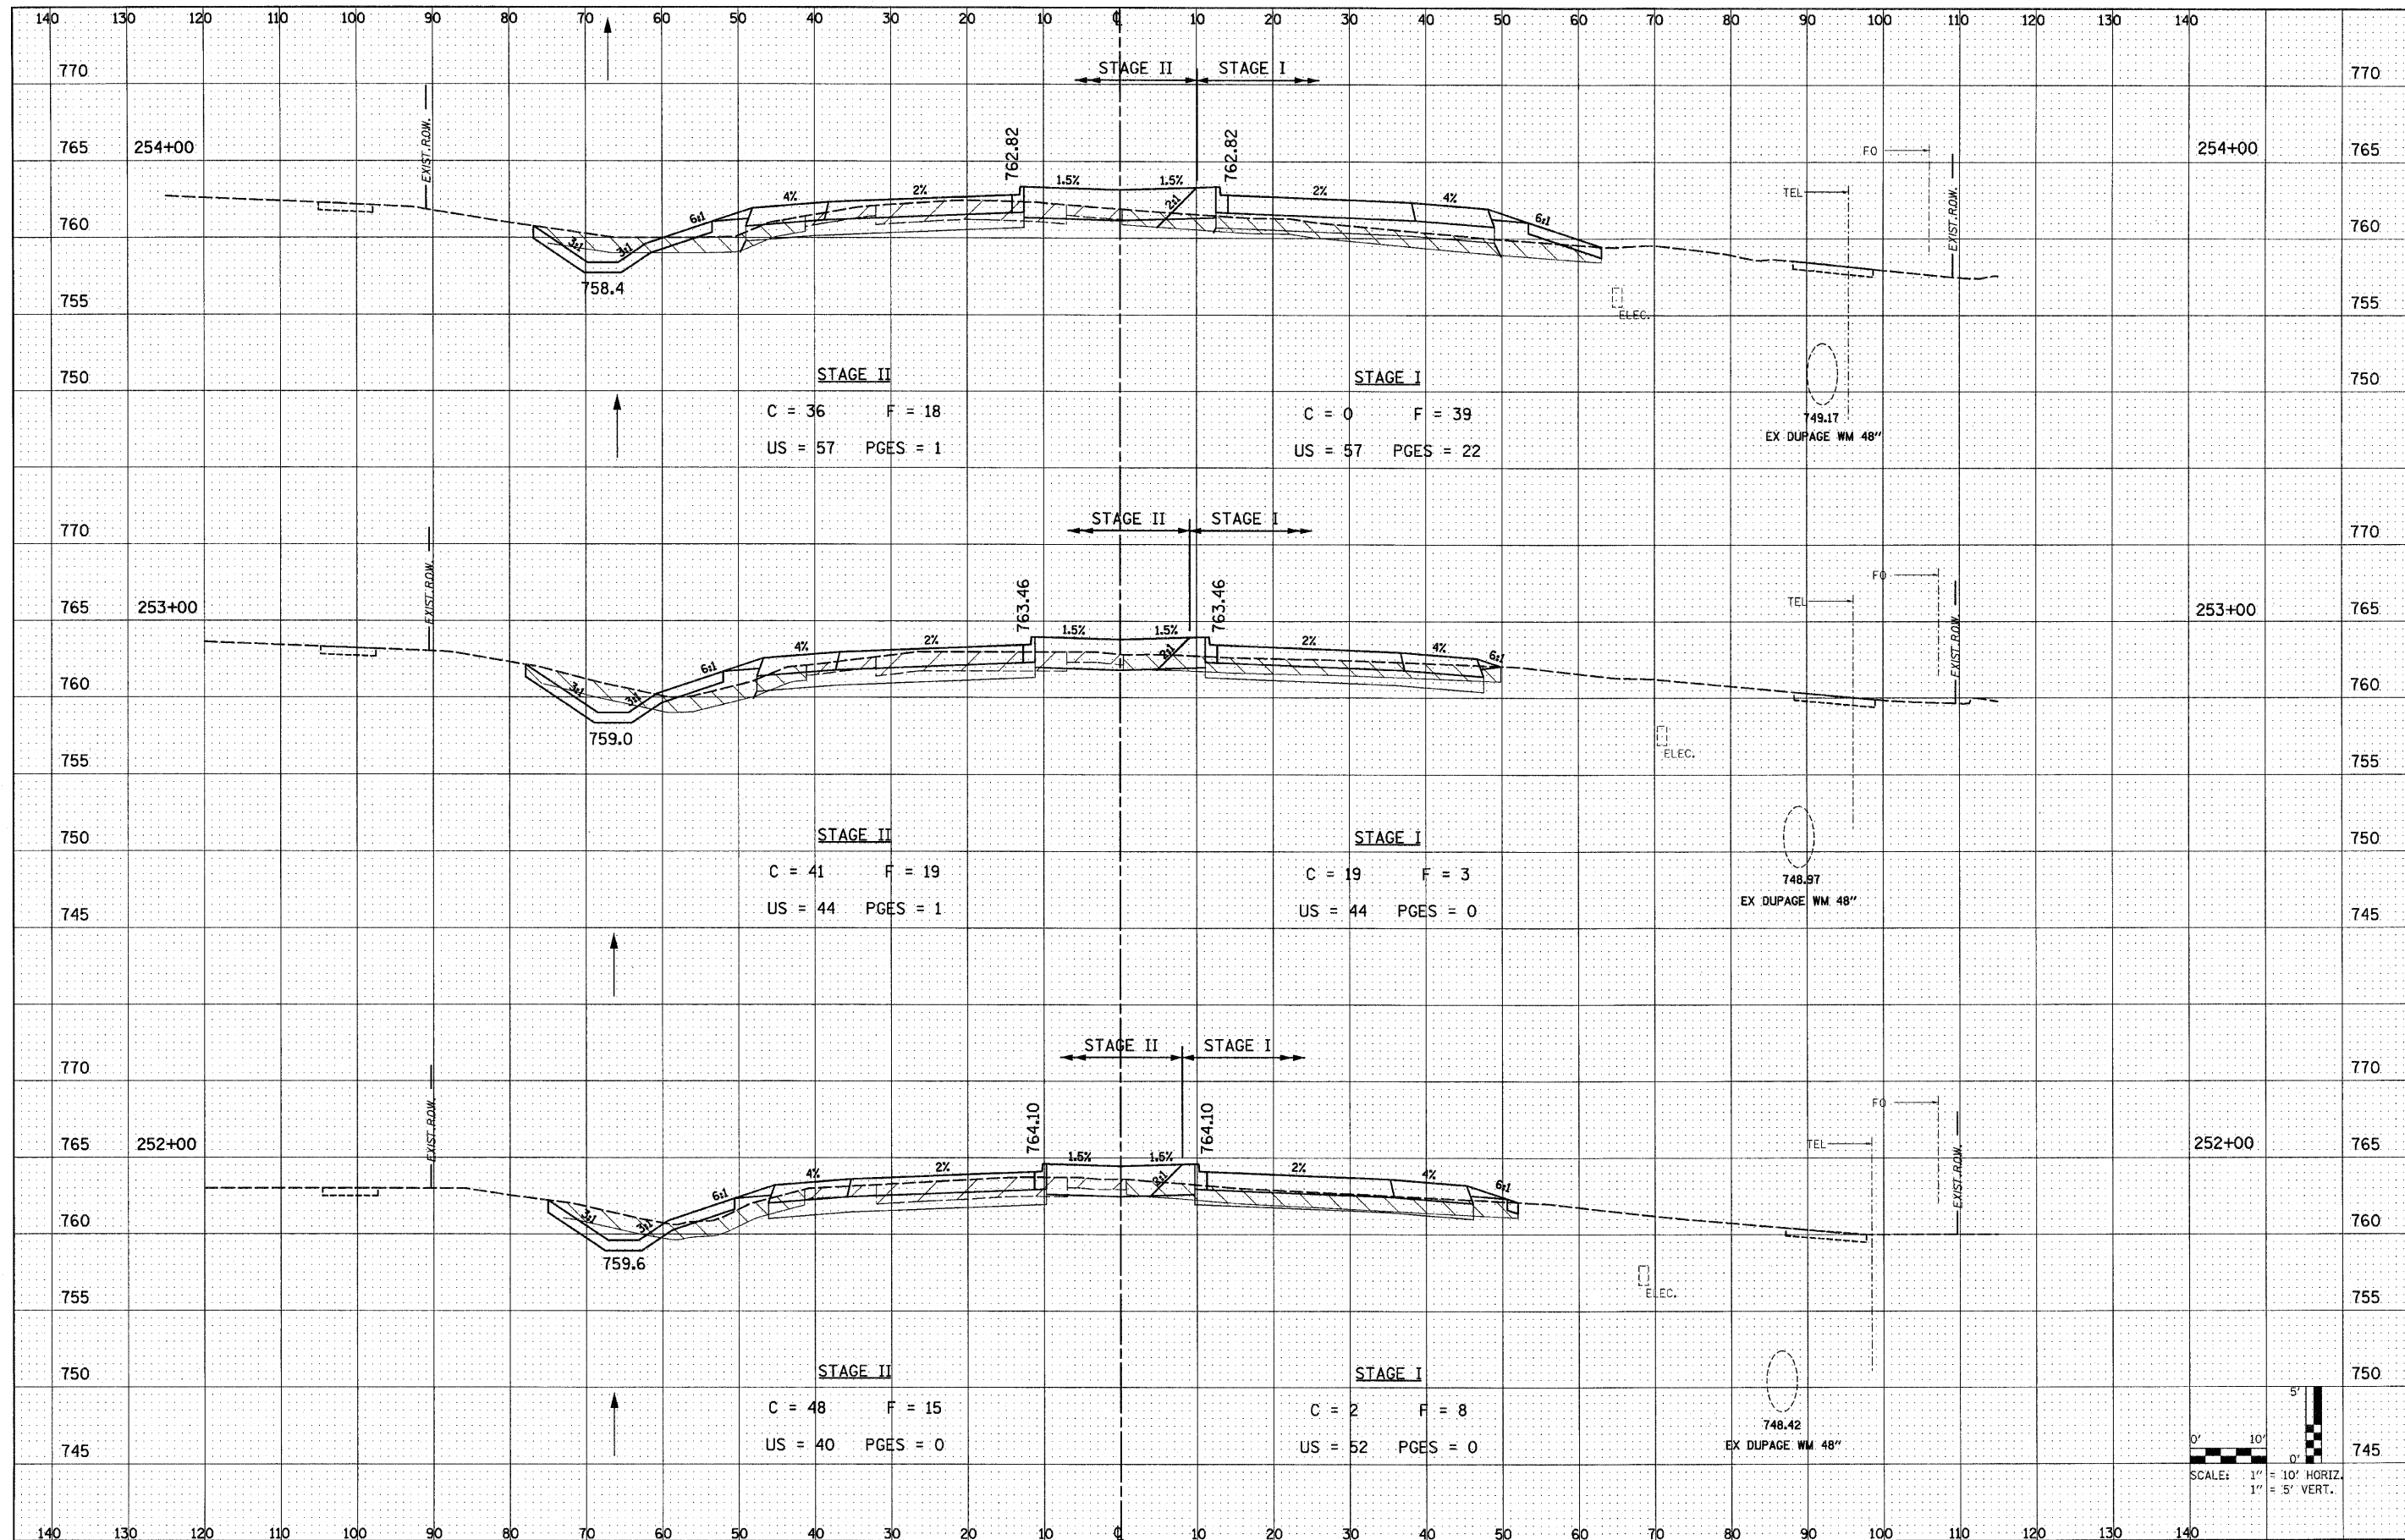 140 130 120 110 100 90 80 70 60 50 40 30 20 10 ℄ 10 20 30 40 50 60 70 80 90 100 110 120 130 140
STAGE II STAGE I
770 770
EXIST. R.O.W. 762.82 762.82
765 254+00 FO 254+00 765
TEL EXIST. R.O.W.
6:1 4% 2% 1.5% 1.5% 2% 4% 6:1
2:1
760 760
3:1 3:1
758.4
755 ELEC. 755
750 STAGE II STAGE I 750
C = 36 F = 18 C = 0 F = 39
749.17
EX DUPAGE WM 48"
US = 57 PGES = 1 US = 57 PGES = 22
STAGE II STAGE I
770 770
EXIST. R.O.W. 763.46 763.46 FO
765 253+00 TEL EXIST. R.O.W. 253+00 765
6:1 4% 2% 1.5% 1.5% 2% 4% 6:1
2:1
760 760
3:1 3:1
759.0
755 ELEC. 755
750 STAGE II STAGE I 750
C = 41 F = 19 C = 19 F = 3
748.97
EX DUPAGE WM 48"
745 US = 44 PGES = 1 US = 44 PGES = 0 745
STAGE II STAGE I
770 770
EXIST. R.O.W. 764.10 764.10 FO
765 252+00 TEL EXIST. R.O.W. 252+00 765
6:1 4% 2% 1.5% 1.5% 2% 4% 6:1
760 760
3:1 3:1
759.6
755 ELEC. 755
750 STAGE II STAGE I 750
C = 48 F = 15 C = 2 F = 8
748.42
EX DUPAGE WM 48"
745 US = 40 PGES = 0 US = 52 PGES = 0 745
5'
0' 10'
0'
SCALE: 1" = 10' HORIZ.
1" = 5' VERT.
140 130 120 110 100 90 80 70 60 50 40 30 20 10 ℄ 10 20 30 40 50 60 70 80 90 100 110 120 130 140